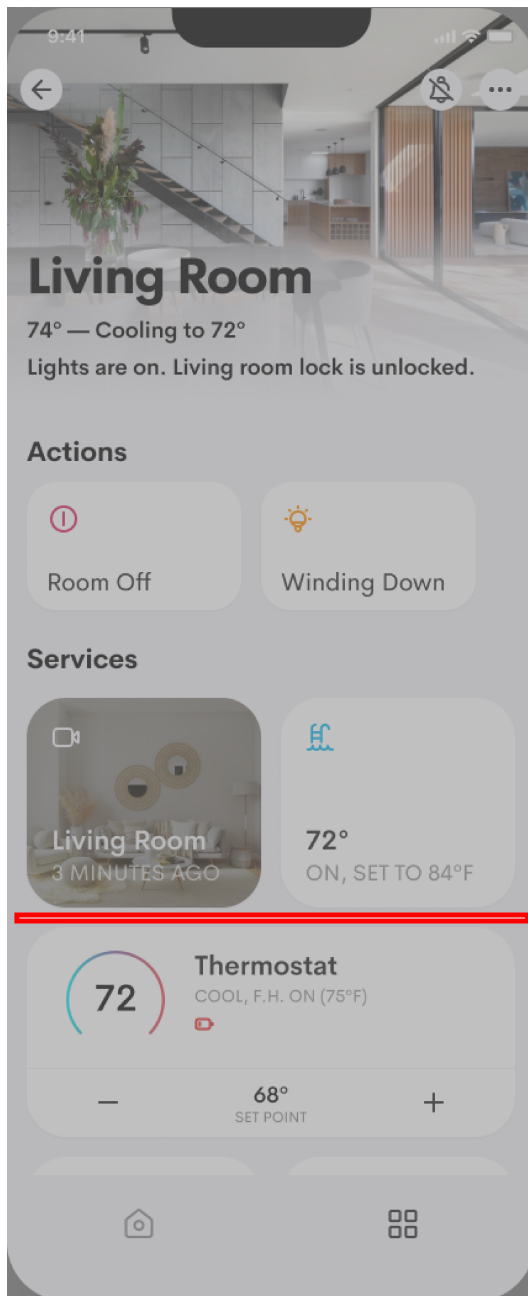 9:41
Living Room
74° — Cooling to 72°
Lights are on. Living room lock is unlocked.
Actions
Room Off
Winding Down
Services
Living Room
3 MINUTES AGO
72°
ON, SET TO 84°F
72
Thermostat
COOL, F.H. ON (75°F)
68°
SET POINT